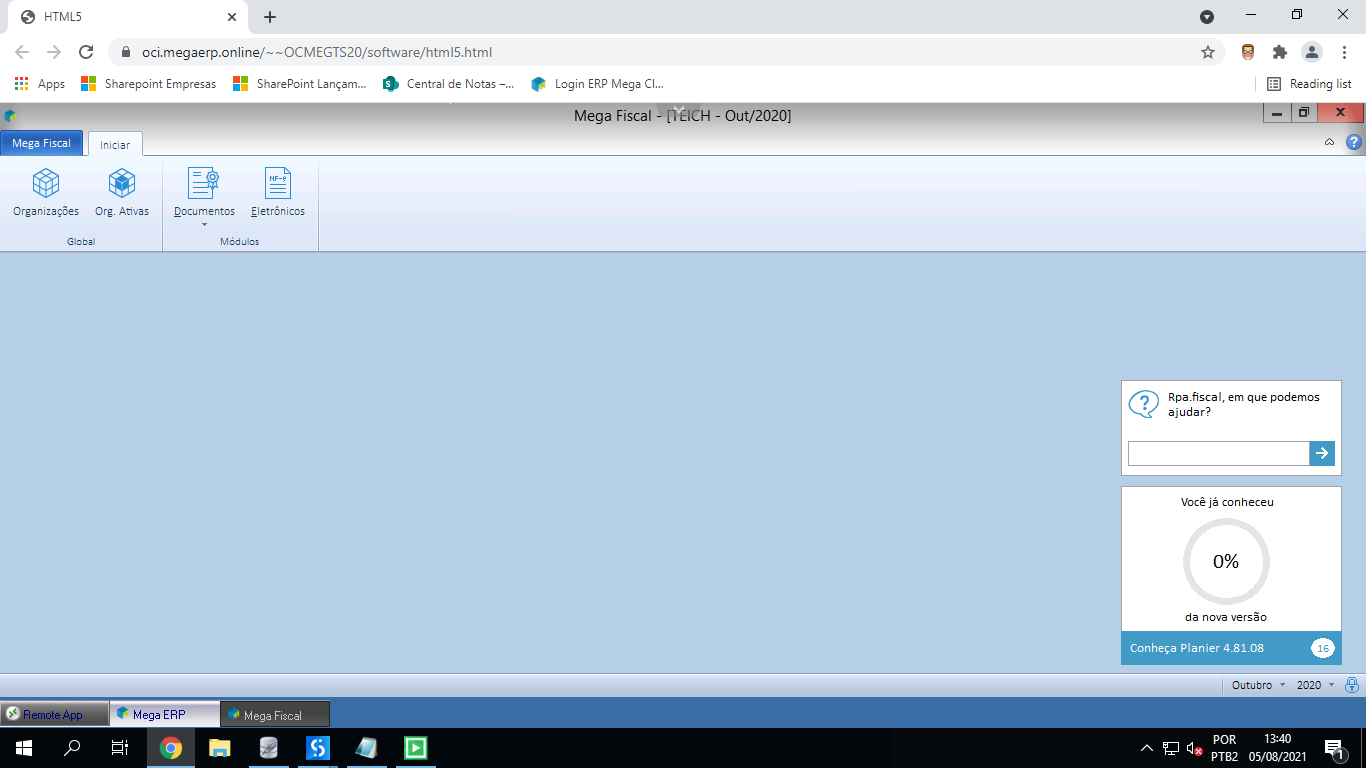 HTML5
oci.megaerp.online/~~OCMEGTS20/software/html5.html
Apps
Sharepoint Empresas
SharePoint Lançam...
Central de Notas –...
Login ERP Mega Cl...
Reading list
Mega Fiscal - [TEICH - Out/2020]
Mega Fiscal
Iniciar
Organizações
Org. Ativas
Documentos
NF-e
Eletrônicos
Global
Módulos
Rpa.fiscal, em que podemos
ajudar?
Você já conheceu
0%
da nova versão
Conheça Planier 4.81.08
16
Outubro
2020
Remote App
Mega ERP
Mega Fiscal
POR
PTB2
13:40
05/08/2021
1